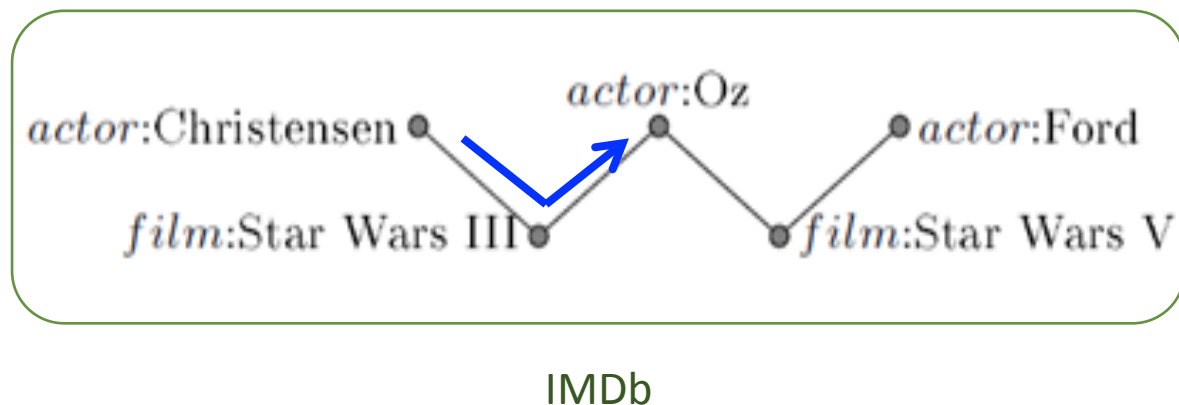 actor:Oz
actor:Christensen
actor:Ford
film:Star Wars III
film:Star Wars V
IMDb